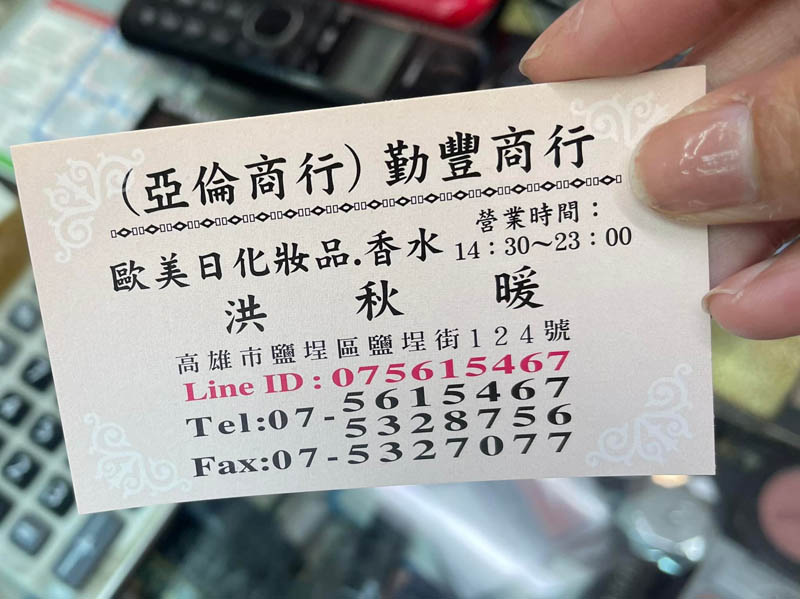 (亞倫商行) 勤豐商行
營業時間：
歐美日化妝品.香水 14：30～23：00
洪秋暖
高雄市鹽埕區鹽埕街124號
Line ID : 075615467
Tel:07-5615467
5328756
Fax:07-5327077